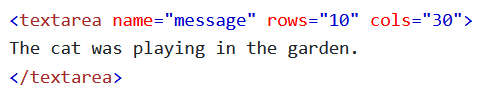 <textarea name="message" rows="10" cols="30">
The cat was playing in the garden.
</textarea>